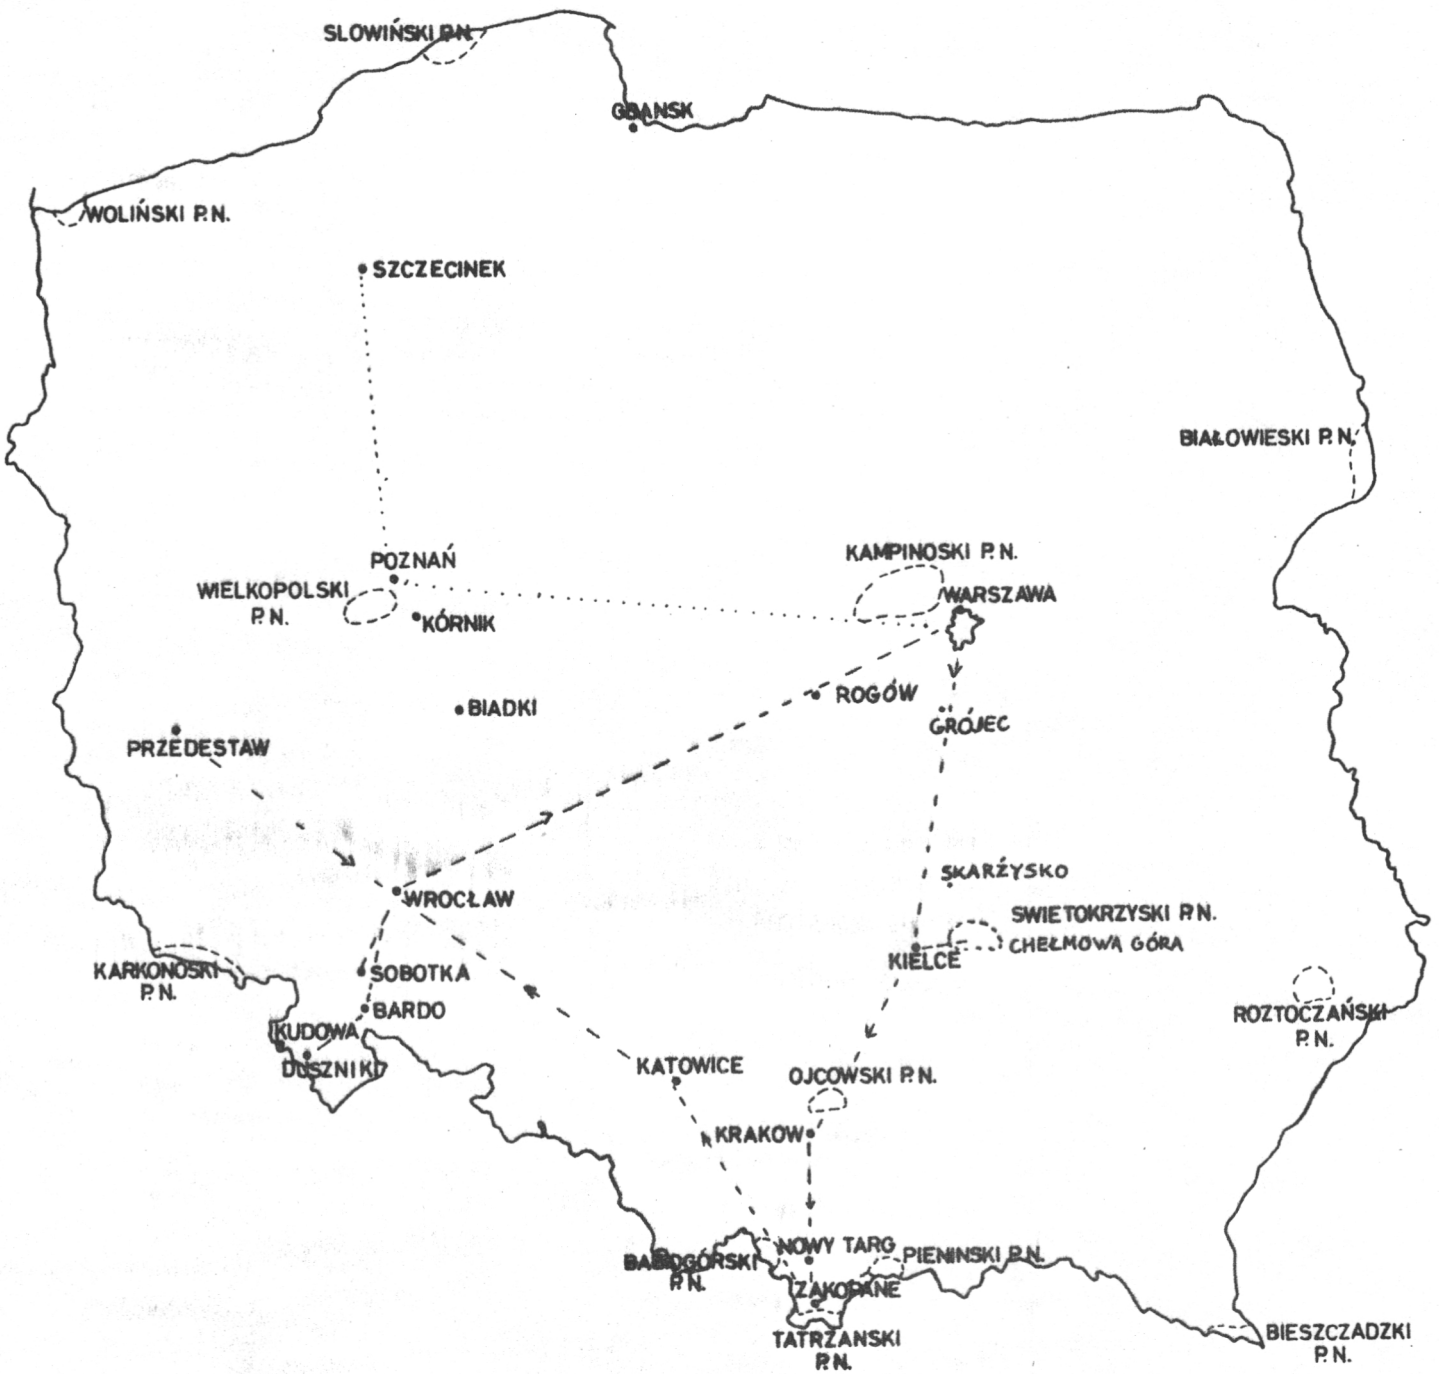 SLOWIŃSKI P.N.
GDANSK
WOLIŃSKI P.N.
SZCZECINEK
BIAŁOWIESKI P.N.
POZNAŃ
KAMPINOSKI P.N.
WIELKOPOLSKI
P.N.
WARSZAWA
KÓRNIK
ROGÓW
BIADKI
GRÓJEC
PRZEDESTAW
SKARŹYSKO
WROCŁAW
SWIETOKRZYSKI P.N.
CHEŁMOWA GÓRA
KIELCE
KARKONOSKI
P.N.
SOBOTKA
BARDO
ROZTOCZAŃSKI
P.N.
KUDOWA
DUSZNIKI
KATOWICE
OJCOWSKI P.N.
KRAKOW
NOWY TARG
PIENINSKI P.N.
BABIOGÓRSKI
P.N.
ZAKOPANE
TATRZANSKI
P.N.
BIESZCZADZKI
P.N.